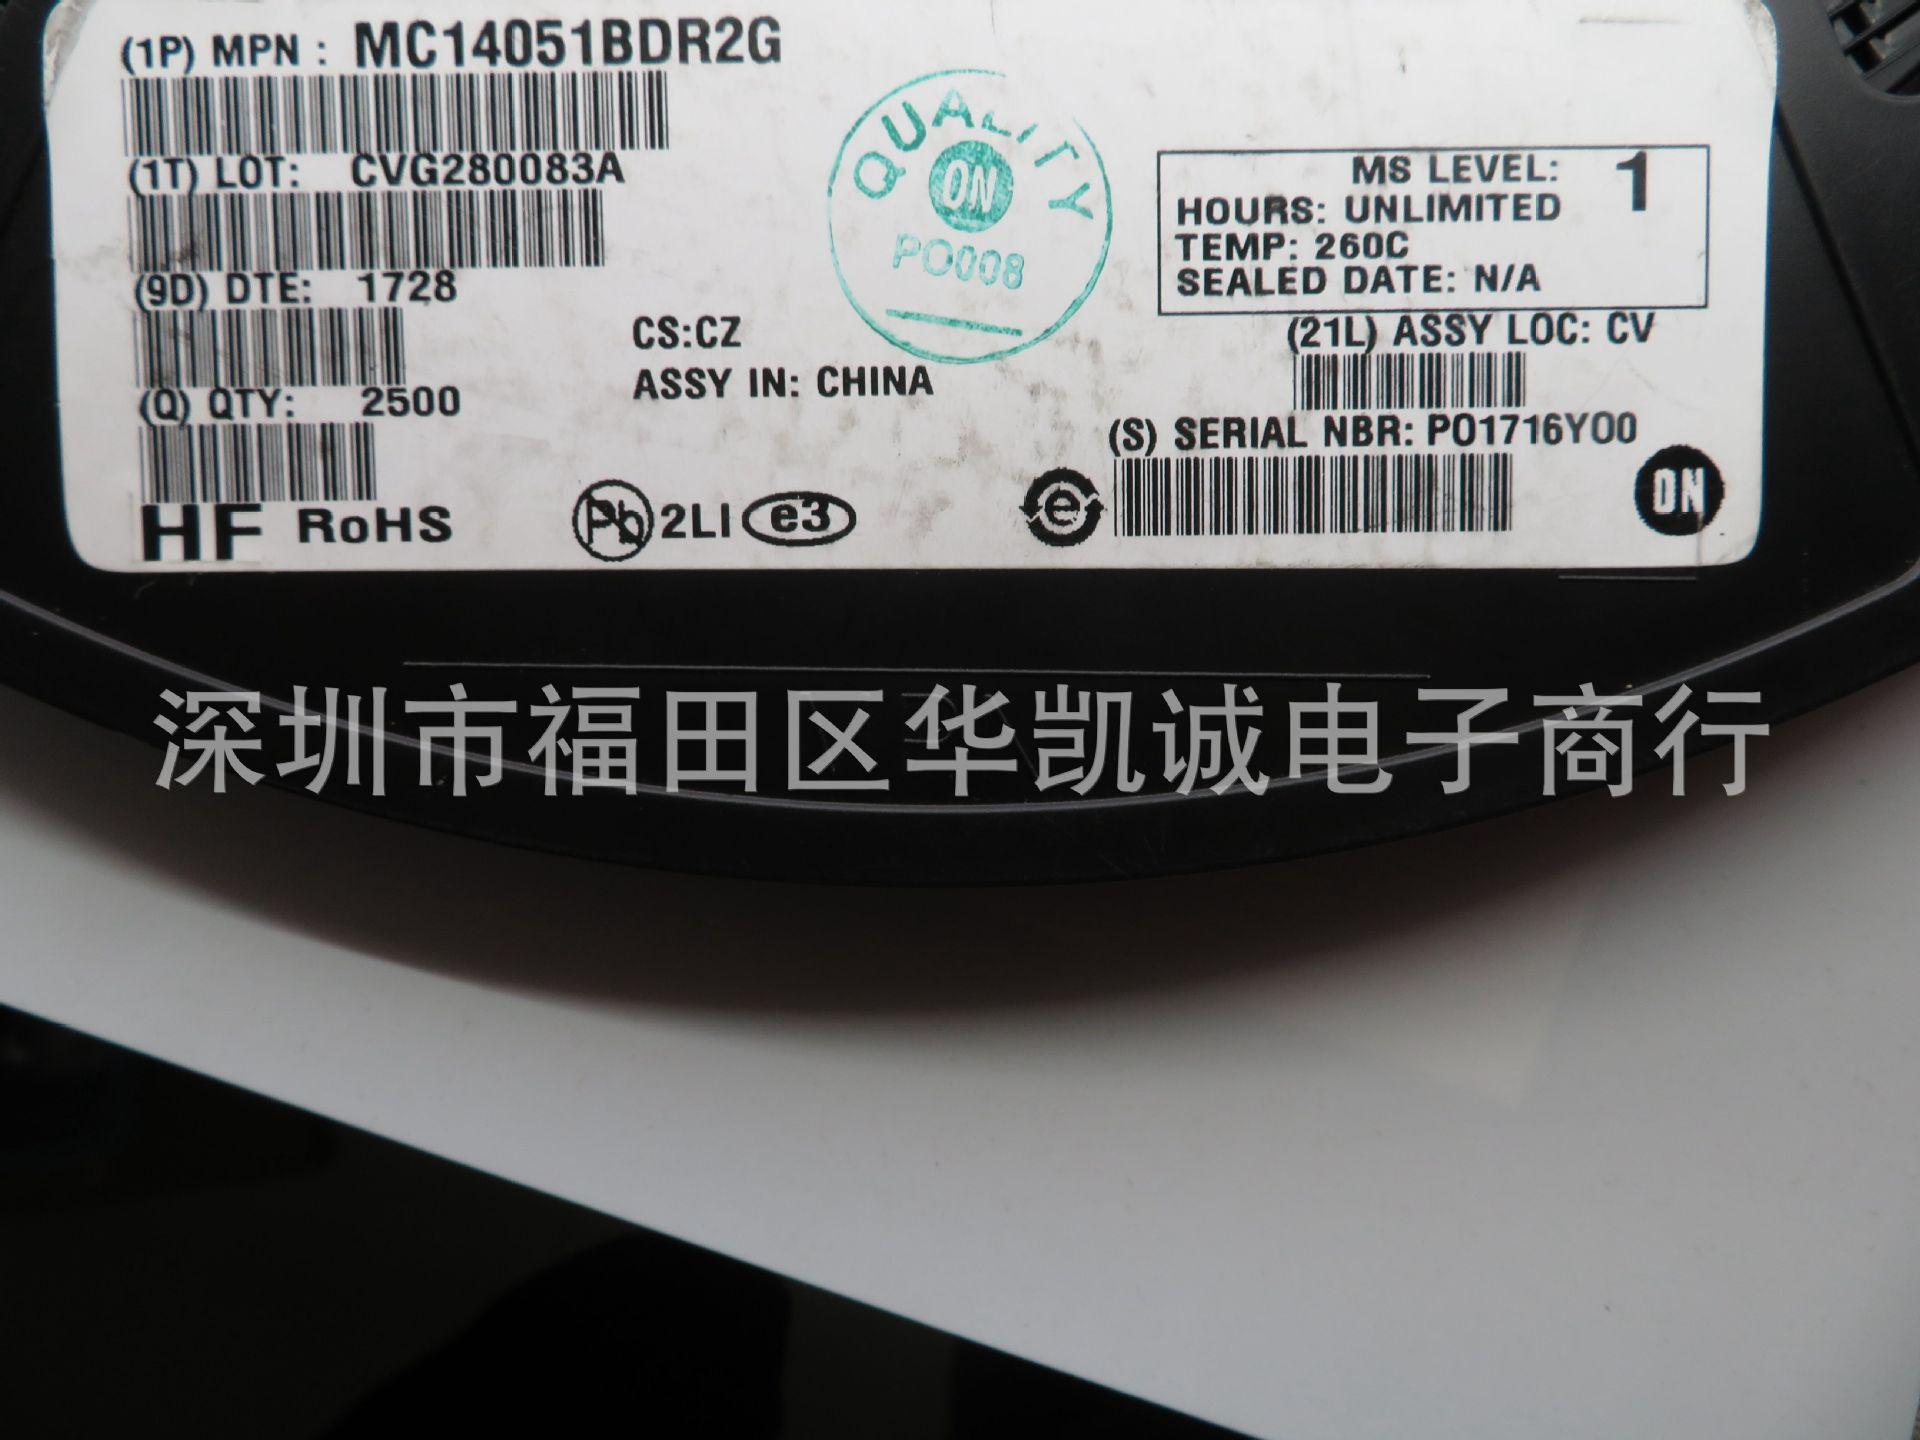 (1P) MPN : MC14051BDR2G
(1T) LOT: CVG280083A
(9D) DTE: 1728
(Q) QTY: 2500
HF RoHS
CS:CZ
ASSY IN: CHINA
Pb 2LI e3
QUALITY
ON
PO008
MS LEVEL: 1
HOURS: UNLIMITED
TEMP: 260C
SEALED DATE: N/A
(21L) ASSY LOC: CV
(S) SERIAL NBR: PO1716Y00
e
ON
深圳市福田区华凯诚电子商行